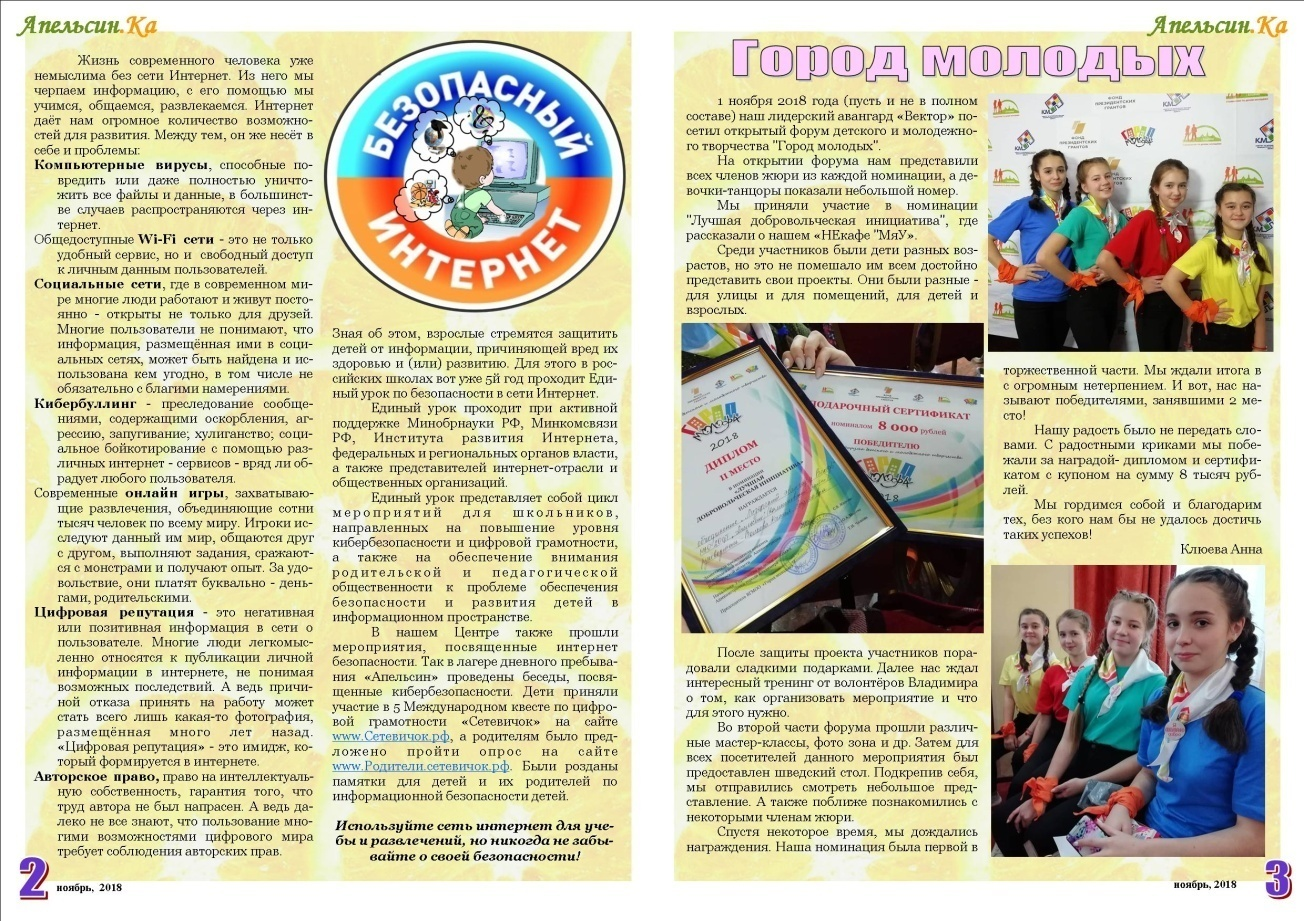 Апельсин.Ка
Жизнь современного человека уже
немыслима без сети Интернет. Из него мы
черпаем информацию, с его помощью мы
учимся, общаемся, развлекаемся. Интернет
даёт нам огромное количество возможно-
стей для развития. Между тем, он же несёт в
себе и проблемы:
Компьютерные вирусы, способные по-
вредить или даже полностью уничто-
жить все файлы и данные, в большинст-
ве случаев распространяются через ин-
тернет.
Общедоступные Wi-Fi сети - это не только
удобный сервис, но и свободный доступ
к личным данным пользователей.
Социальные сети, где в современном ми-
ре многие люди работают и живут посто-
янно - открыты не только для друзей.
Многие пользователи не понимают, что
информация, размещённая ими в соци-
альных сетях, может быть найдена и ис-
пользована кем угодно, в том числе не
обязательно с благими намерениями.
Кибербуллинг - преследование сообще-
ниями, содержащими оскорбления, аг-
рессию, запугивание; хулиганство; соци-
альное бойкотирование с помощью раз-
личных интернет - сервисов - вряд ли об-
радует любого пользователя.
Современные онлайн игры, захватываю-
щие развлечения, объединяющие сотни
тысяч человек по всему миру. Игроки ис-
следуют данный им мир, общаются друг
с другом, выполняют задания, сражают-
ся с монстрами и получают опыт. За удо-
вольствие, они платят буквально - день-
гами, родительскими.
Цифровая репутация - это негативная
или позитивная информация в сети о
пользователе. Многие люди легкомыс-
ленно относятся к публикации личной
информации в интернете, не понимая
возможных последствий. А ведь причи-
ной отказа принять на работу может
стать всего лишь какая-то фотография,
размещённая много лет назад.
«Цифровая репутация» - это имидж, ко-
торый формируется в интернете.
Авторское право, право на интеллектуаль-
ную собственность, гарантия того, что
труд автора не был напрасен. А ведь да-
леко не все знают, что пользование мно-
гими возможностями цифрового мира
требует соблюдения авторских прав.
БЕЗОПАСНЫЙ
ИНТЕРНЕТ
Зная об этом, взрослые стремятся защитить
детей от информации, причиняющей вред их
здоровью и (или) развитию. Для этого в рос-
сийских школах вот уже 5й год проходит Еди-
ный урок по безопасности в сети Интернет.
Единый урок проходит при активной
поддержке Минобрнауки РФ, Минкомсвязи
РФ, Института развития Интернета,
федеральных и региональных органов власти,
а также представителей интернет-отрасли и
общественных организаций.
Единый урок представляет собой цикл
мероприятий для школьников,
направленных на повышение уровня
кибербезопасности и цифровой грамотности,
а также на обеспечение внимания
родительской и педагогической
общественности к проблеме обеспечения
безопасности и развития детей в
информационном пространстве.
В нашем Центре также прошли
мероприятия, посвященные интернет
безопасности. Так в лагере дневного пребыва-
ния «Апельсин» проведены беседы, посвя-
щенные кибербезопасности. Дети приняли
участие в 5 Международном квесте по цифро-
вой грамотности «Сетевичок» на сайте
www.Сетевичок.рф, а родителям было пред-
ложено пройти опрос на сайте
www.Родители.сетевичок.рф. Были розданы
памятки для детей и их родителей по
информационной безопасности детей.
Используйте сеть интернет для уче-
бы и развлечений, но никогда не забы-
вайте о своей безопасности!
2
ноябрь, 2018
Апельсин.Ка
Город молодых
1 ноября 2018 года (пусть и не в полном
составе) наш лидерский авангард «Вектор» по-
сетил открытый форум детского и молодежно-
го творчества "Город молодых".
На открытии форума нам представили
всех членов жюри из каждой номинации, а де-
вочки-танцоры показали небольшой номер.
Мы приняли участие в номинации
"Лучшая добровольческая инициатива", где
рассказали о нашем «НЕкафе "МяУ».
Среди участников были дети разных воз-
растов, но это не помешало им всем достойно
представить свои проекты. Они были разные -
для улицы и для помещений, для детей и
взрослых.
2018
ДИПЛОМ
II МЕСТО
в номинации
«ЛУЧШАЯ
ДОБРОВОЛЬЧЕСКАЯ ИНИЦИАТИВА»
НАГРАЖДАЕТСЯ
ПОДАРОЧНЫЙ СЕРТИФИКАТ
номиналом 8 000 рублей
ПОБЕДИТЕЛЮ
2018
После защиты проекта участников пора-
довали сладкими подарками. Далее нас ждал
интересный тренинг от волонтёров Владимира
о том, как организовать мероприятие и что
для этого нужно.
Во второй части форума прошли различ-
ные мастер-классы, фото зона и др. Затем для
всех посетителей данного мероприятия был
предоставлен шведский стол. Подкрепив себя,
мы отправились смотреть небольшое пред-
ставление. А также поближе познакомились с
некоторыми членам жюри.
Спустя некоторое время, мы дождались
награждения. Наша номинация была первой в
ФОНД
ПРЕЗИДЕНТСКИХ
ГРАНТОВ
торжественной части. Мы ждали итога в
с огромным нетерпением. И вот, нас на-
зывают победителями, занявшими 2 ме-
сто!
Нашу радость было не передать сло-
вами. С радостными криками мы побе-
жали за наградой- дипломом и сертифи-
катом с купоном на сумму 8 тысяч руб-
лей.
Мы гордимся собой и благодарим
тех, без кого нам бы не удалось достичь
таких успехов!
Клюева Анна
ноябрь, 2018
3